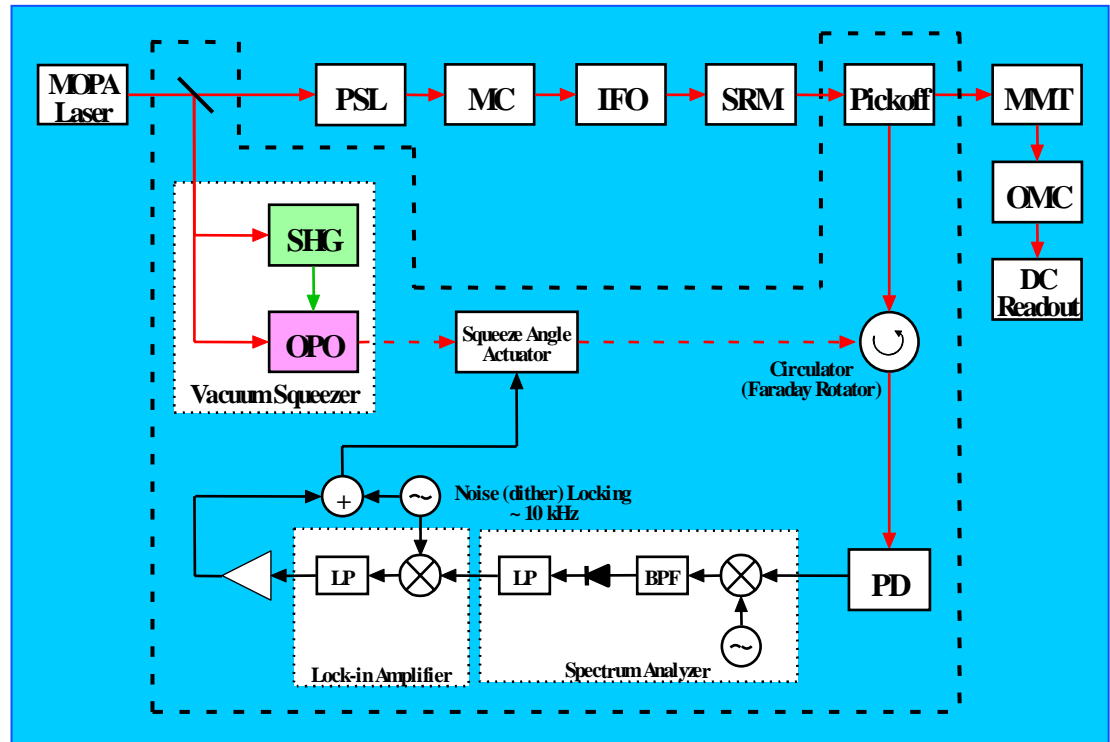 MOPA
Laser
PSL
MC
IFO
SRM
Pickoff
MMT
OMC
DC
Readout
SHG
OPO
Vacuum Squeezer
Squeeze Angle
Actuator
Circulator
(Faraday Rotator)
+
~
Noise (dither) Locking
~ 10 kHz
LP
LP
BPF
PD
~
Lock-in Amplifier
Spectrum Analyzer